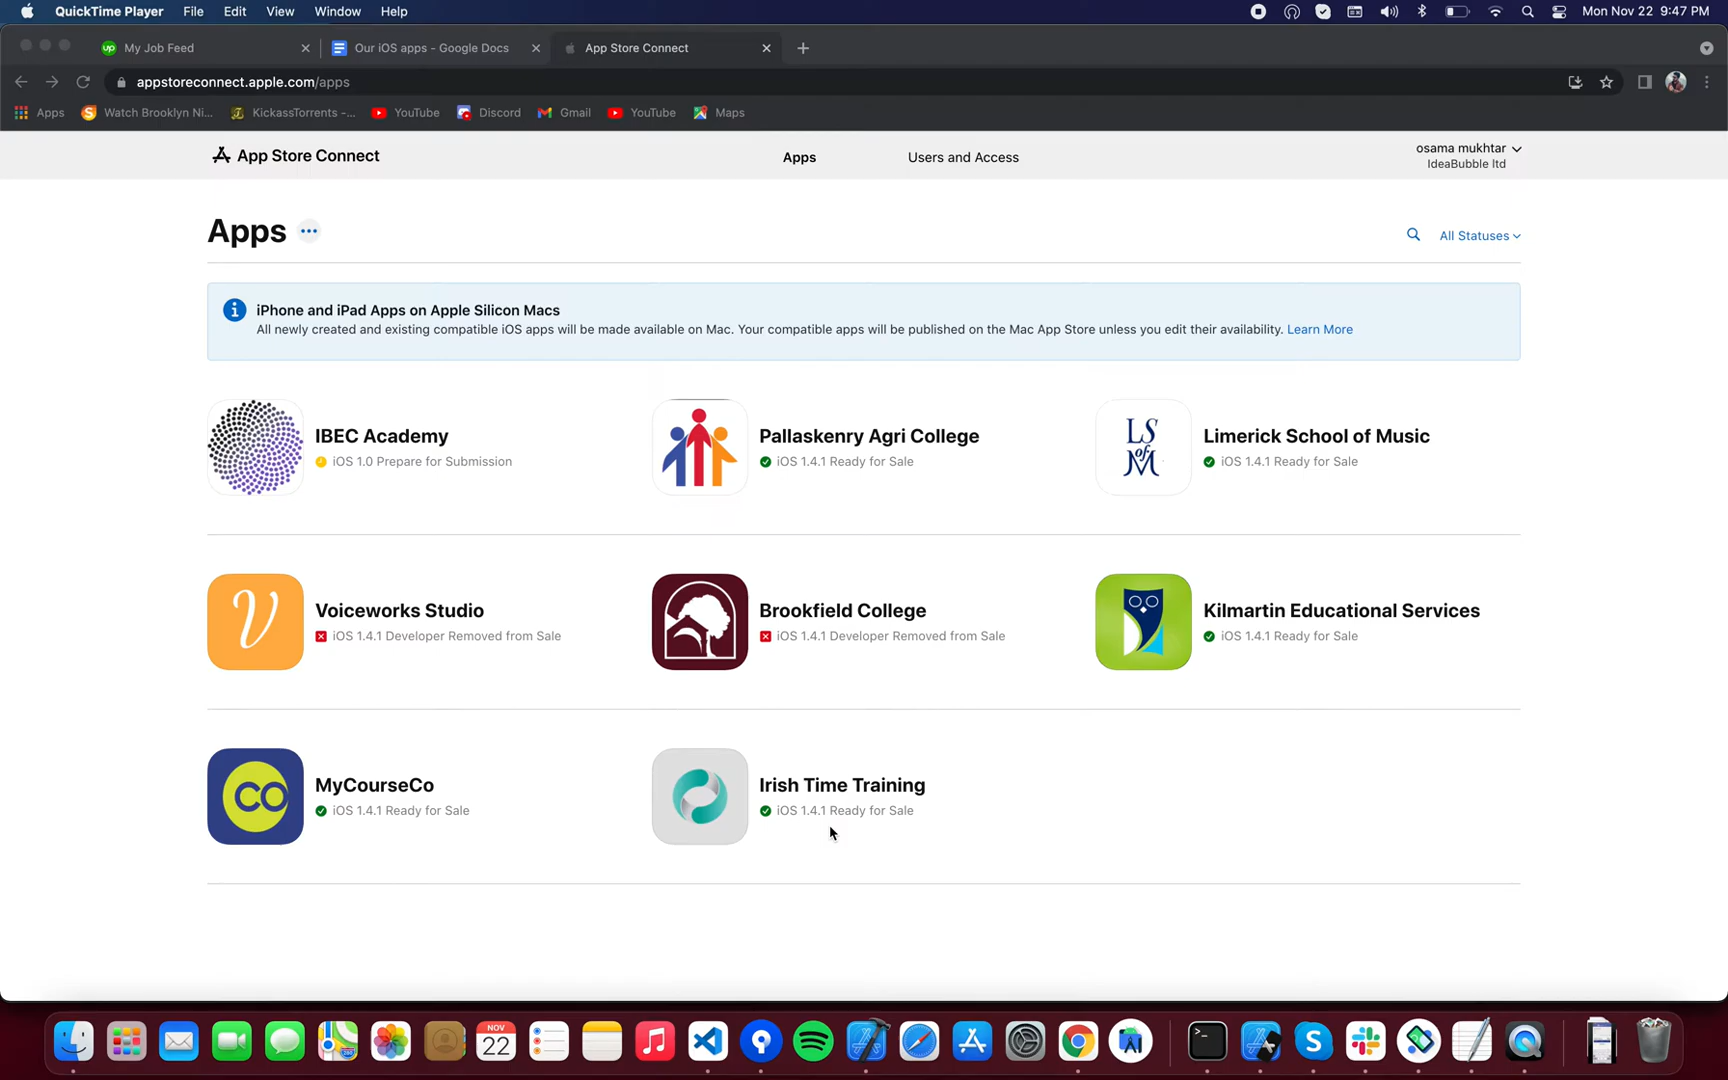 QuickTime Player File Edit View Window Help Mon Nov 22 9:47 PM
up My Job Feed Our iOS apps - Google Docs App Store Connect
appstoreconnect.apple.com/apps
Apps Watch Brooklyn Ni... KickassTorrents -... YouTube Discord Gmail YouTube Maps
App Store Connect Apps Users and Access osama mukhtar
IdeaBubble ltd
Apps ... All Statuses
iPhone and iPad Apps on Apple Silicon Macs
All newly created and existing compatible iOS apps will be made available on Mac. Your compatible apps will be published on the Mac App Store unless you edit their availability. Learn More
IBEC Academy
iOS 1.0 Prepare for Submission
Pallaskenry Agri College
iOS 1.4.1 Ready for Sale
LS
of
M
Limerick School of Music
iOS 1.4.1 Ready for Sale
V
Voiceworks Studio
iOS 1.4.1 Developer Removed from Sale
Brookfield College
iOS 1.4.1 Developer Removed from Sale
Kilmartin Educational Services
iOS 1.4.1 Ready for Sale
CO
MyCourseCo
iOS 1.4.1 Ready for Sale
Irish Time Training
iOS 1.4.1 Ready for Sale
NOV
22